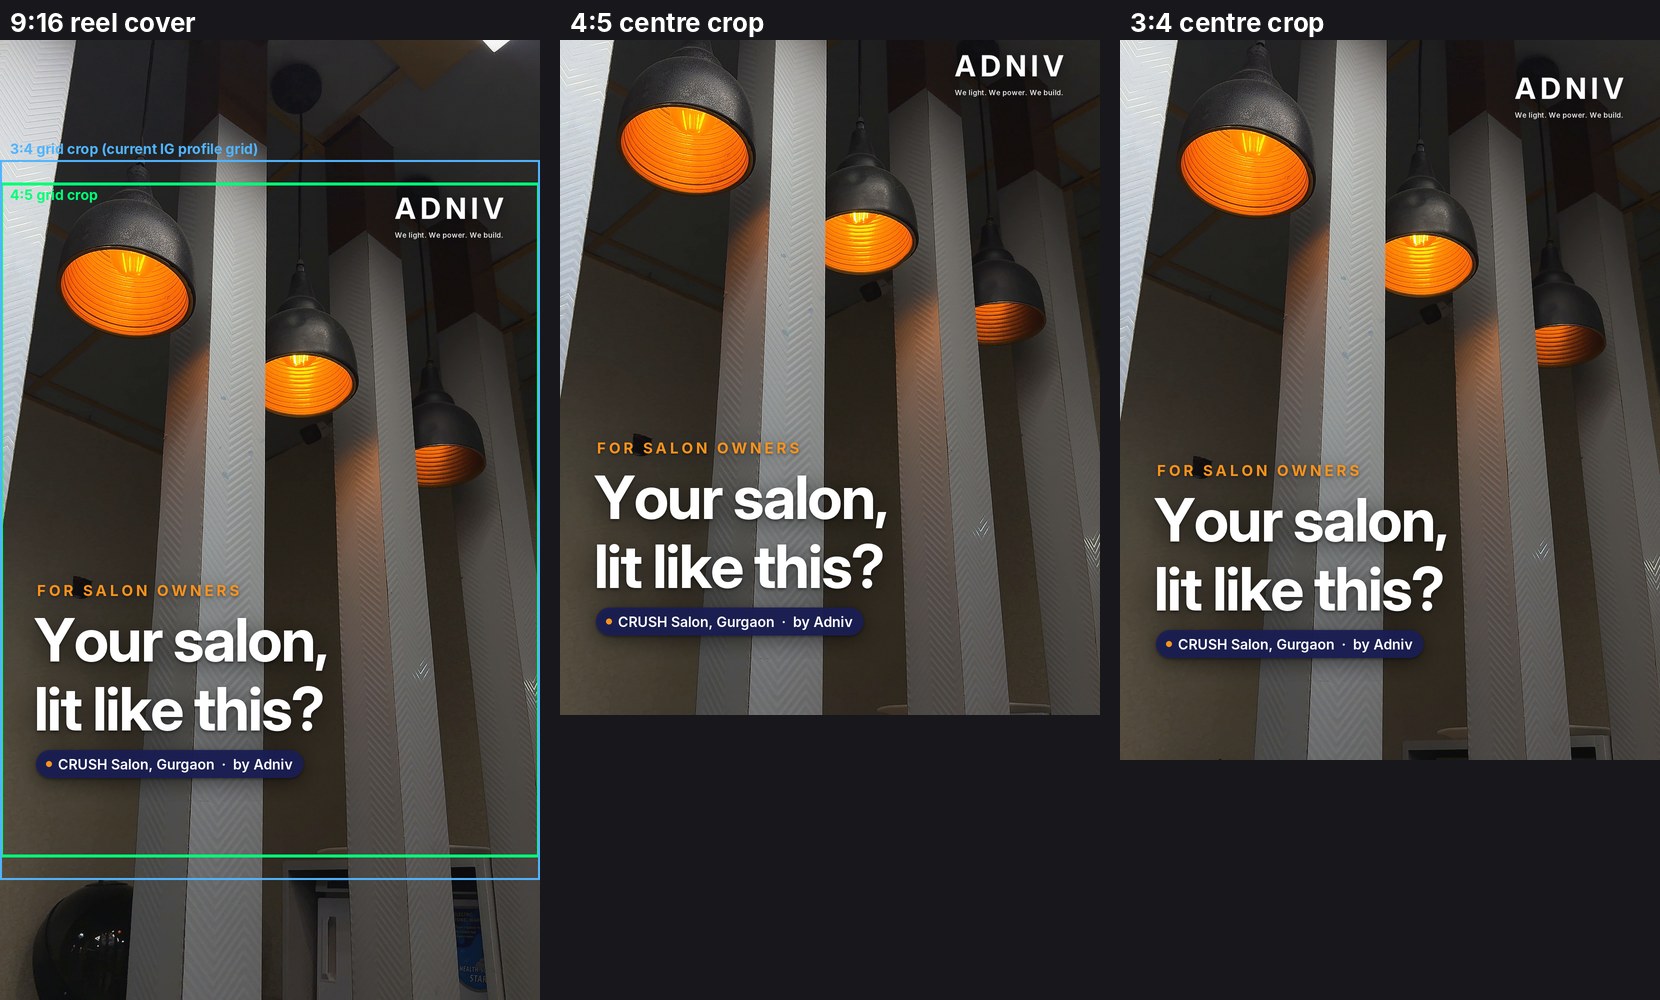 9:16 reel cover
3:4 grid crop (current IG profile grid)
4:5 grid crop
ADNIV
We light. We power. We build.
FOR SALON OWNERS
Your salon,
lit like this?
CRUSH Salon, Gurgaon · by Adniv
4:5 centre crop
ADNIV
We light. We power. We build.
FOR SALON OWNERS
Your salon,
lit like this?
CRUSH Salon, Gurgaon · by Adniv
3:4 centre crop
ADNIV
We light. We power. We build.
FOR SALON OWNERS
Your salon,
lit like this?
CRUSH Salon, Gurgaon · by Adniv